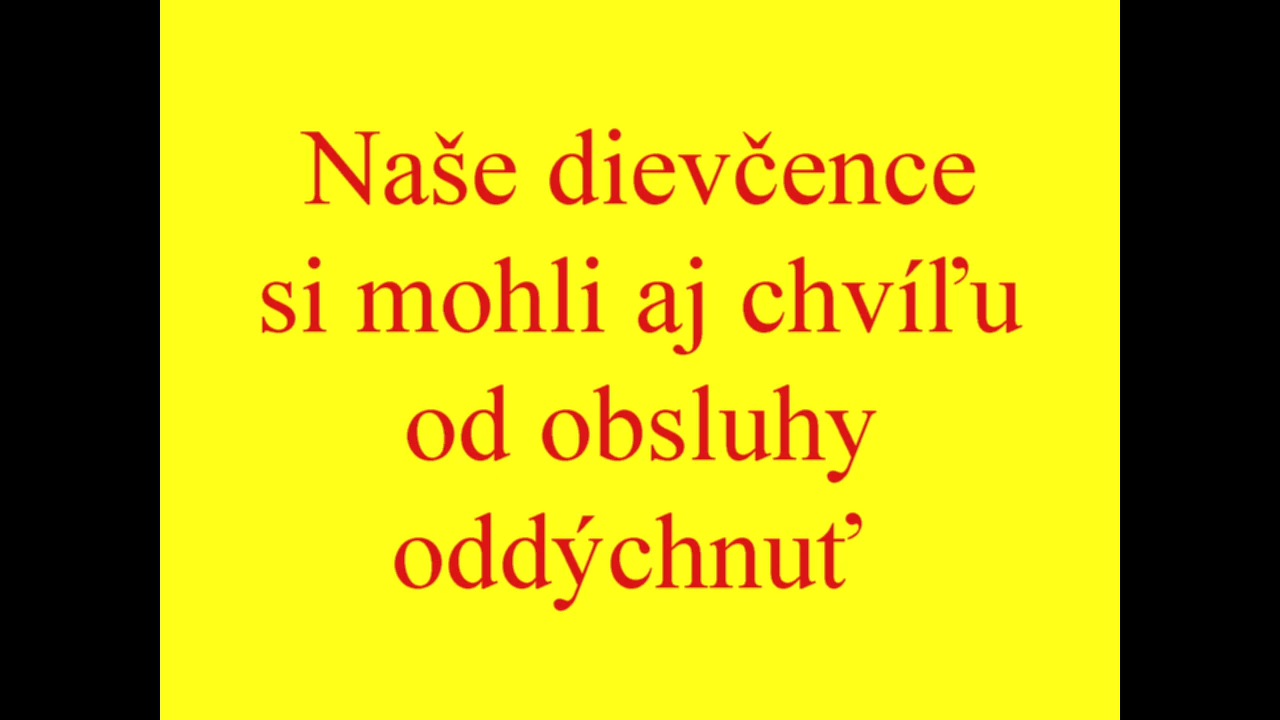 Naše dievčence
si mohli aj chvíľu
od obsluhy
oddýchnuť